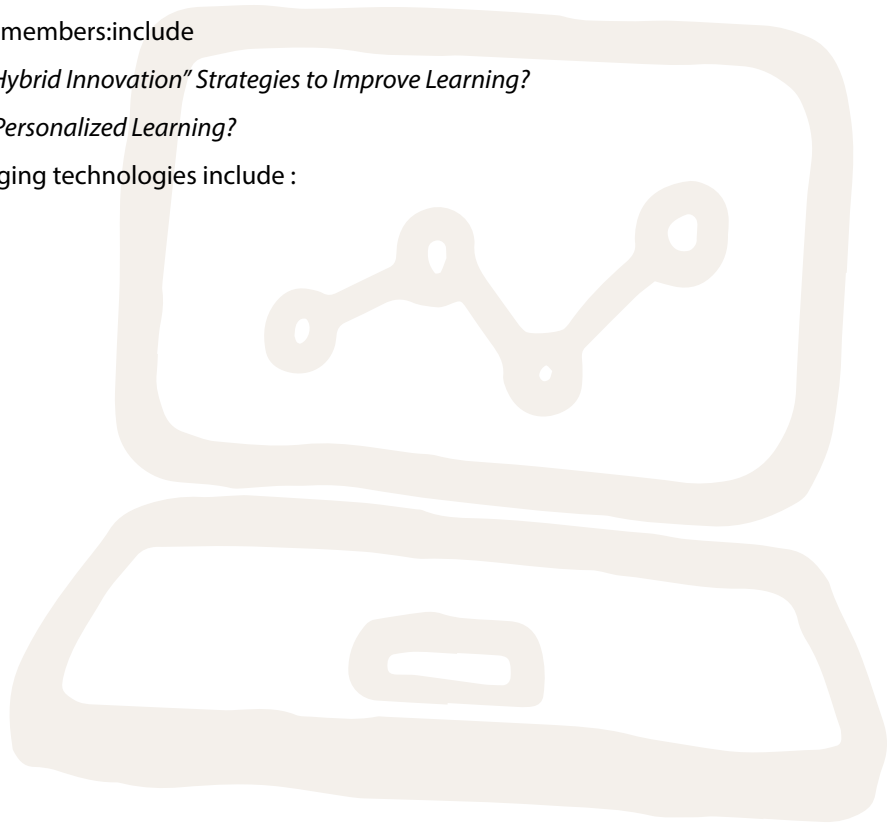 members:include
Hybrid Innovation” Strategies to Improve Learning?
Personalized Learning?
ging technologies include :